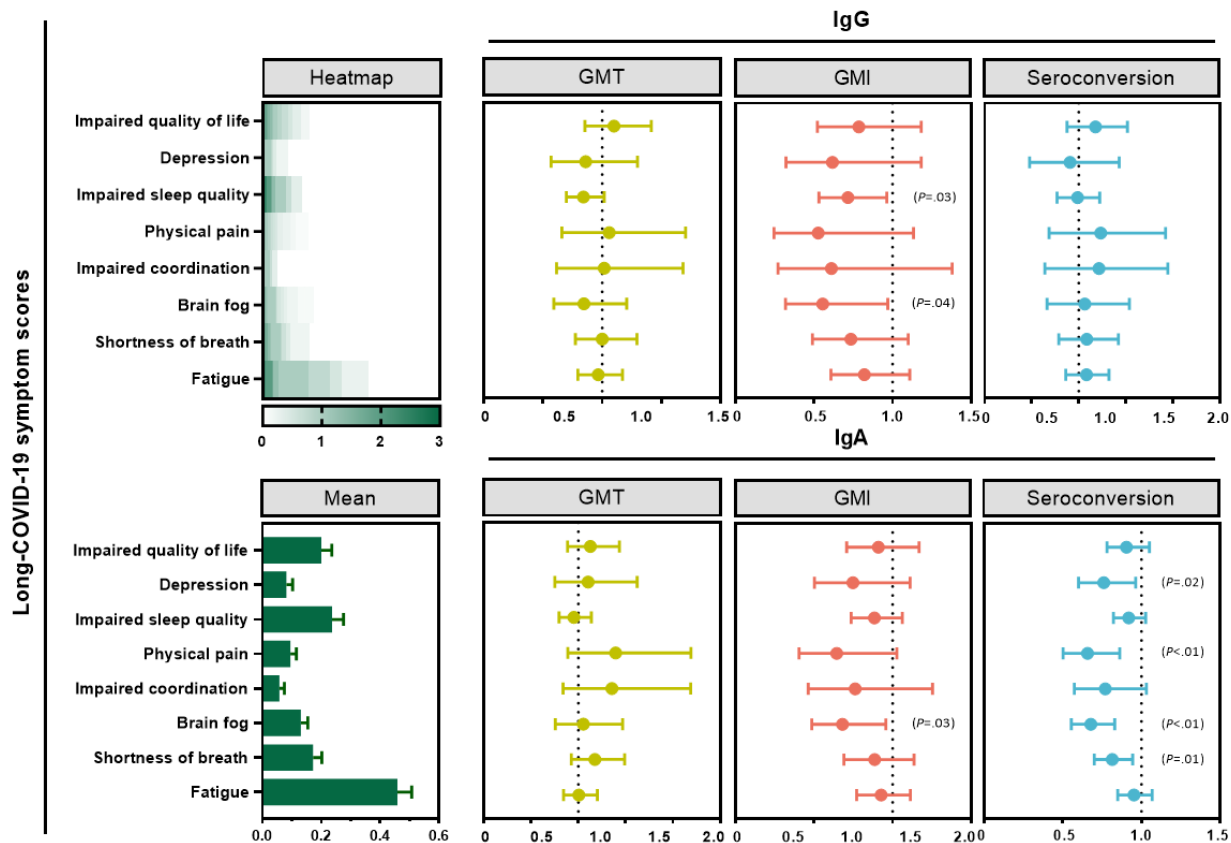 IgG
Heatmap GMT GMI Seroconversion
Impaired quality of life
Depression
Impaired sleep quality (P=.03)
Physical pain
Impaired coordination
Brain fog (P=.04)
Shortness of breath
Fatigue
0 1 2 3 0 0.5 1.0 1.5 0 0.5 1.0 1.5 0 0.5 1.0 1.5 2.0
Long-COVID-19 symptom scores
IgA
Mean GMT GMI Seroconversion
Impaired quality of life
Depression (P=.02)
Impaired sleep quality
Physical pain (P<.01)
Impaired coordination
Brain fog (P=.03) (P<.01)
Shortness of breath (P=.01)
Fatigue
0.0 0.2 0.4 0.6 0 0.5 1.0 1.0 2.0 0 0.5 1.0 1.0 2.0 0.5 1.0 1.5